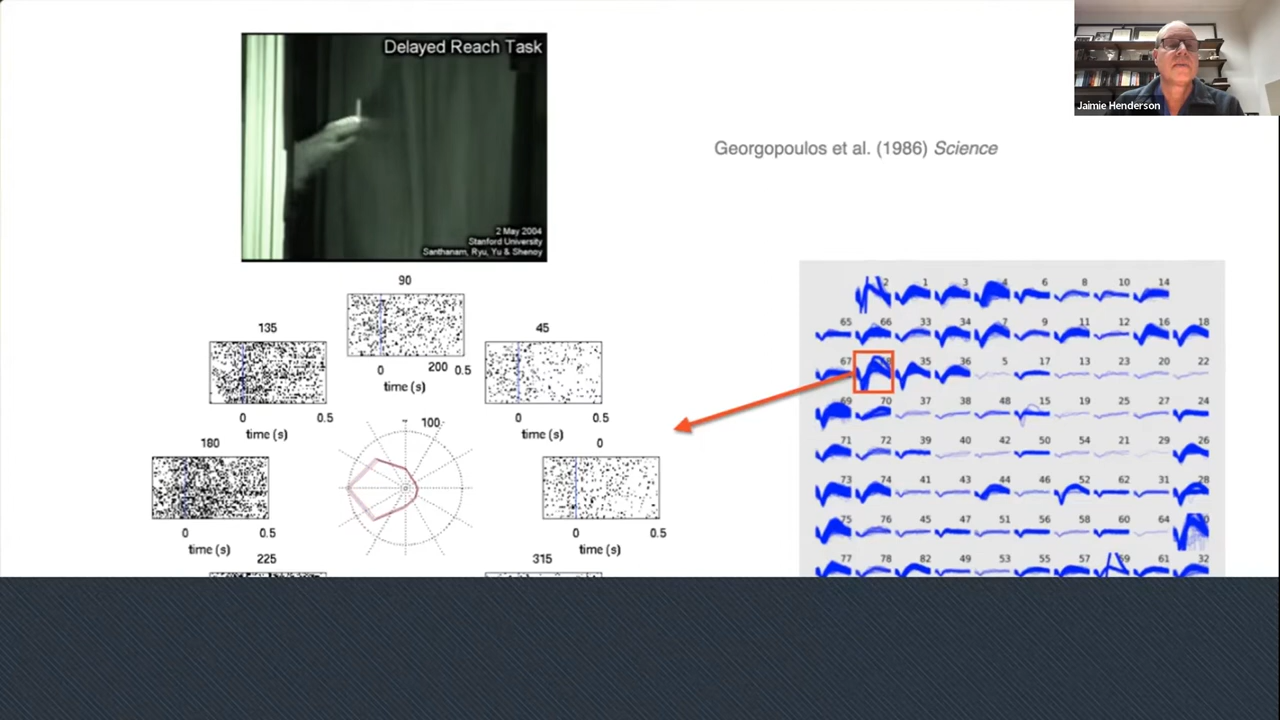 Delayed Reach Task
2 May 2004
Stanford University
Santhanam, Ryu, Yu & Shenoy
Jaimie Henderson
Georgopoulos et al. (1986) Science
90
0 200 0.5
time (s)
135
0 0.5
time (s)
45
0 0.5
time (s)
100
180
0 0.5
time (s)
0
0 0.5
time (s)
225
315
2 1 3 4 6 8 10 14
65 66 33 34 7 9 11 12 16 18
67 35 36 5 17 13 23 20 22
69 70 37 38 48 15 19 25 27 24
71 72 39 40 42 50 54 21 29 26
73 74 41 43 44 46 52 62 31 28
75 76 45 47 51 56 58 60 64
77 78 82 49 53 55 57 59 61 32